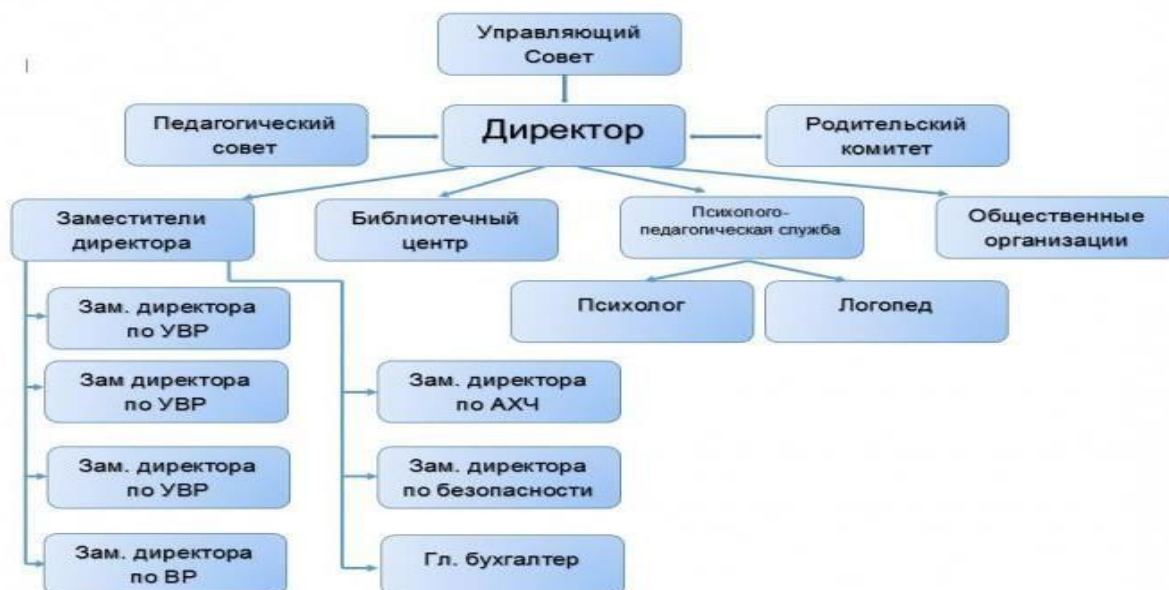 Управляющий
Совет
Педагогический
совет
Директор
Родительский
комитет
Заместители
директора
Библиотечный
центр
Психолого-
педагогическая служба
Общественные
организации
Психолог
Логопед
Зам. директора
по УВР
Зам директора
по УВР
Зам. директора
по АХЧ
Зам. директора
по УВР
Зам. директора
по безопасности
Зам. директора
по ВР
Гл. бухгалтер